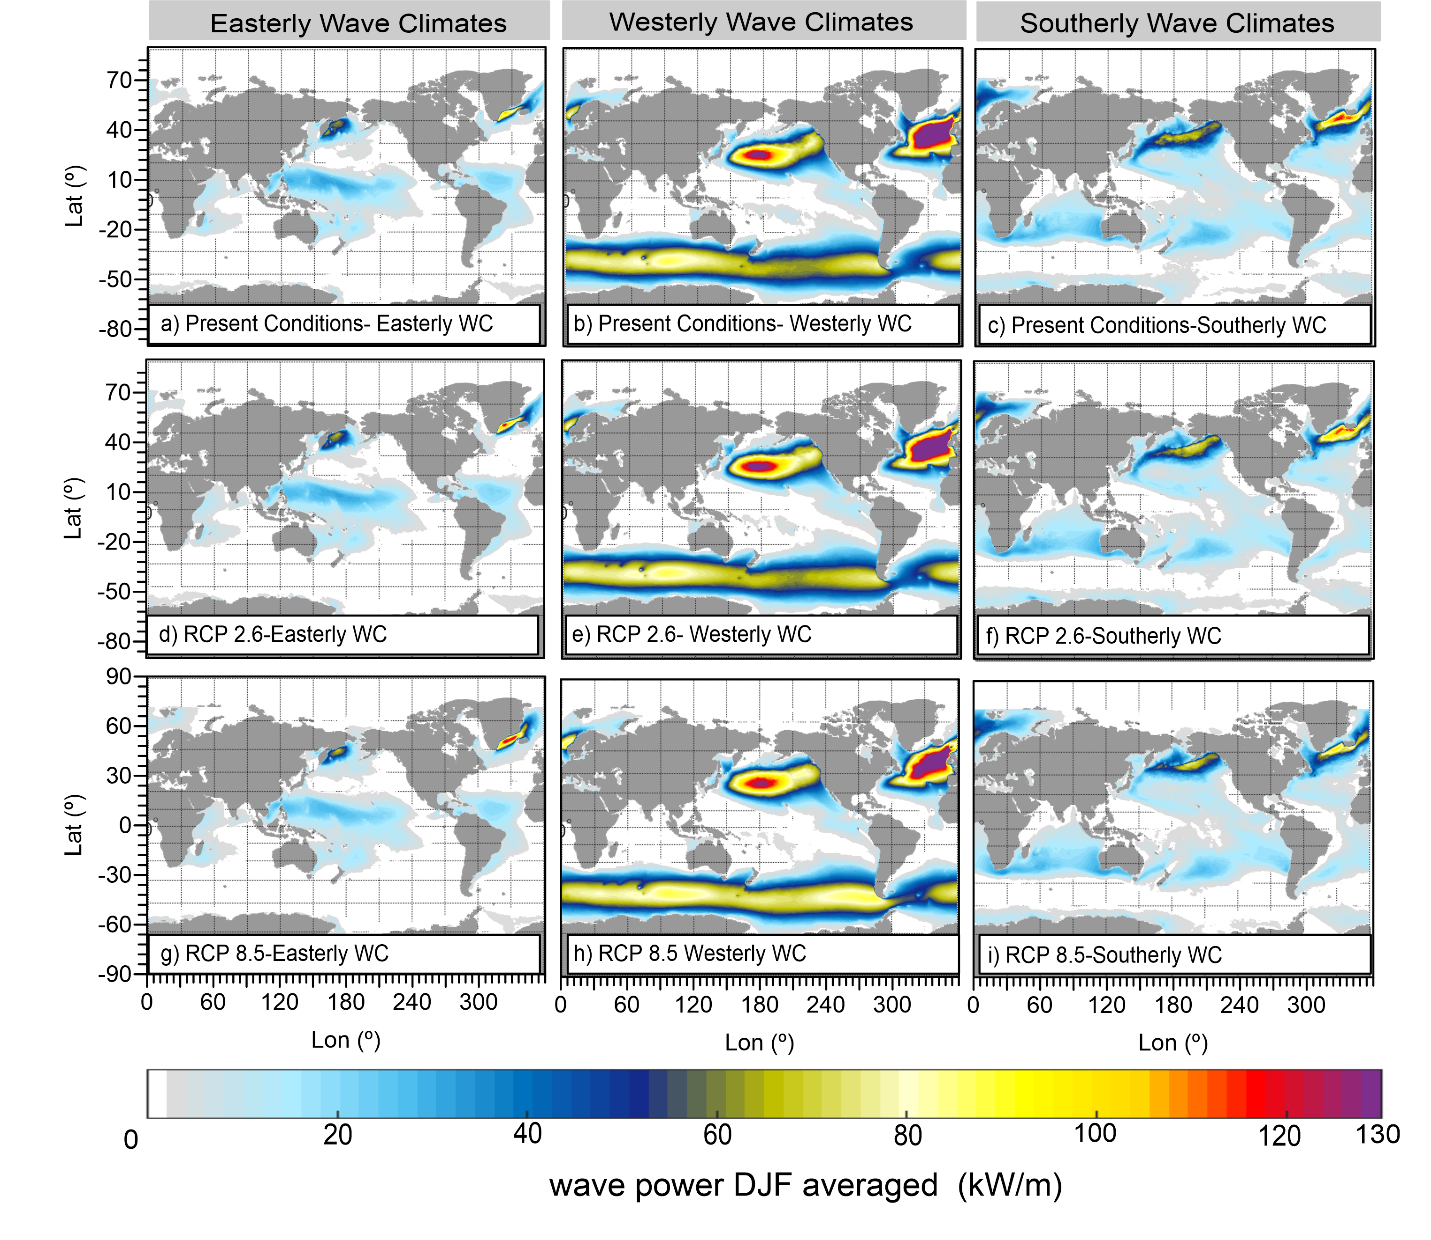 Easterly Wave Climates
Westerly Wave Climates
Southerly Wave Climates
70
40
10
-20
-50
-80
Lat (º)
a) Present Conditions- Easterly WC
b) Present Conditions- Westerly WC
c) Present Conditions-Southerly WC
70
40
10
-20
-50
-80
Lat (º)
d) RCP 2.6-Easterly WC
e) RCP 2.6- Westerly WC
f) RCP 2.6-Southerly WC
90
60
30
0
-30
-60
-90
Lat (º)
g) RCP 8.5-Easterly WC
h) RCP 8.5 Westerly WC
i) RCP 8.5-Southerly WC
0 60 120 180 240 300
0 60 120 180 240 300
0 60 120 180 240 300
Lon (º)
Lon (º)
Lon (º)
0 20 40 60 80 100 120 130
wave power DJF averaged (kW/m)